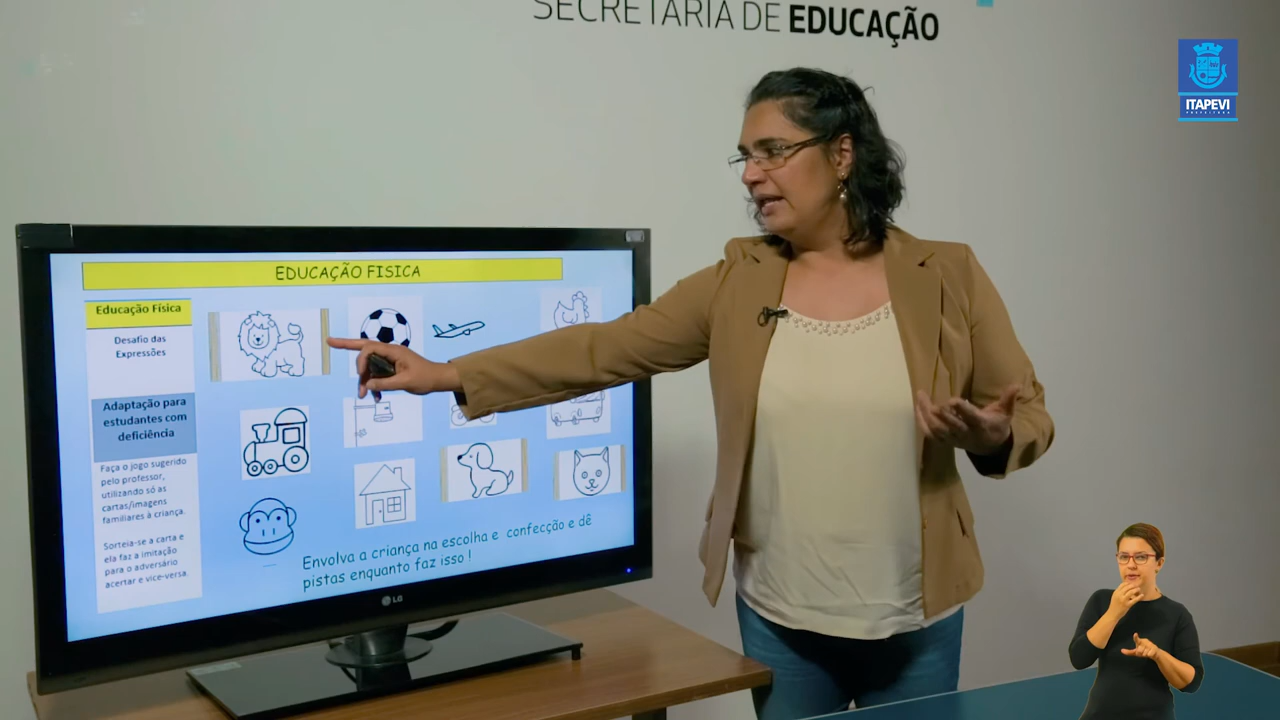 SECRETARIA DE EDUCAÇÃO
ITAPEVI
PREFEITURA
EDUCAÇÃO FISICA
Educação Física
Desafio das
Expressões
Adaptação para
estudantes com
deficiência
Faça o jogo sugerido
pelo professor,
utilizando só as
cartas/imagens
familiares à criança.
Sorteia-se a carta e
ela faz a imitação
para o adversário
acertar e vice-versa.
Envolva a criança na escolha e confecção e dê
pistas enquanto faz isso !
LG